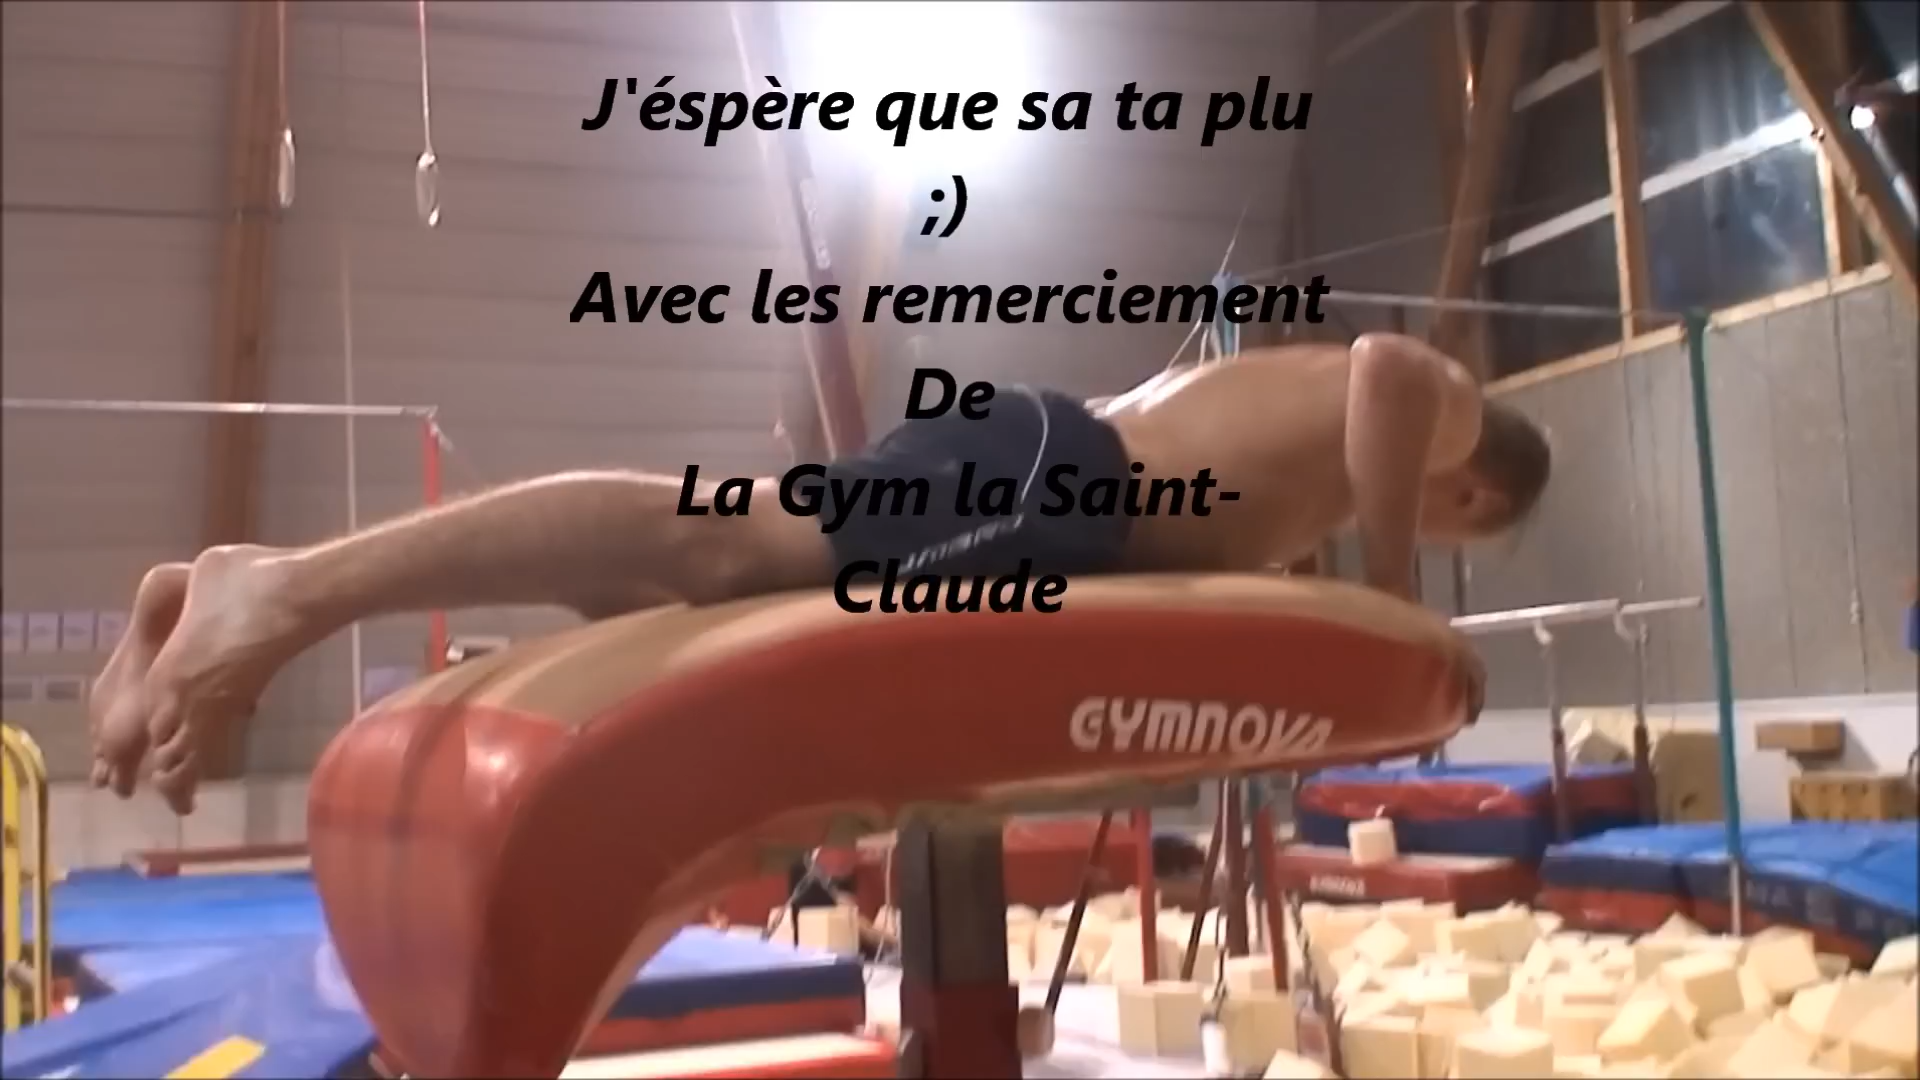 J'éspère que sa ta plu
;)
Avec les remerciement
De
La Gym la Saint-
Claude
GYMNOVA